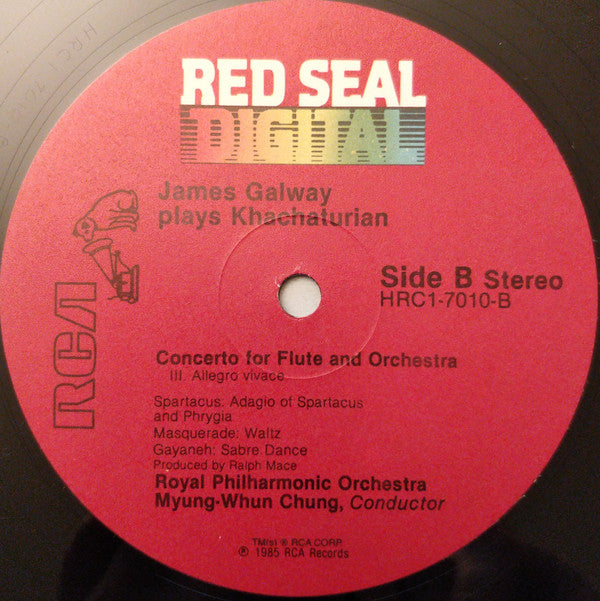 RED SEAL
DIGITAL
James Galway
plays Khachaturian
Side B Stereo
HRC1-7010-B
RCA
Concerto for Flute and Orchestra
III. Allegro vivace
Spartacus: Adagio of Spartacus
and Phrygia
Masquerade: Waltz
Gayaneh: Sabre Dance
Produced by Ralph Mace
Royal Philharmonic Orchestra
Myung-Whun Chung, Conductor
TM(s) ® RCA CORP.
℗ 1985 RCA Records